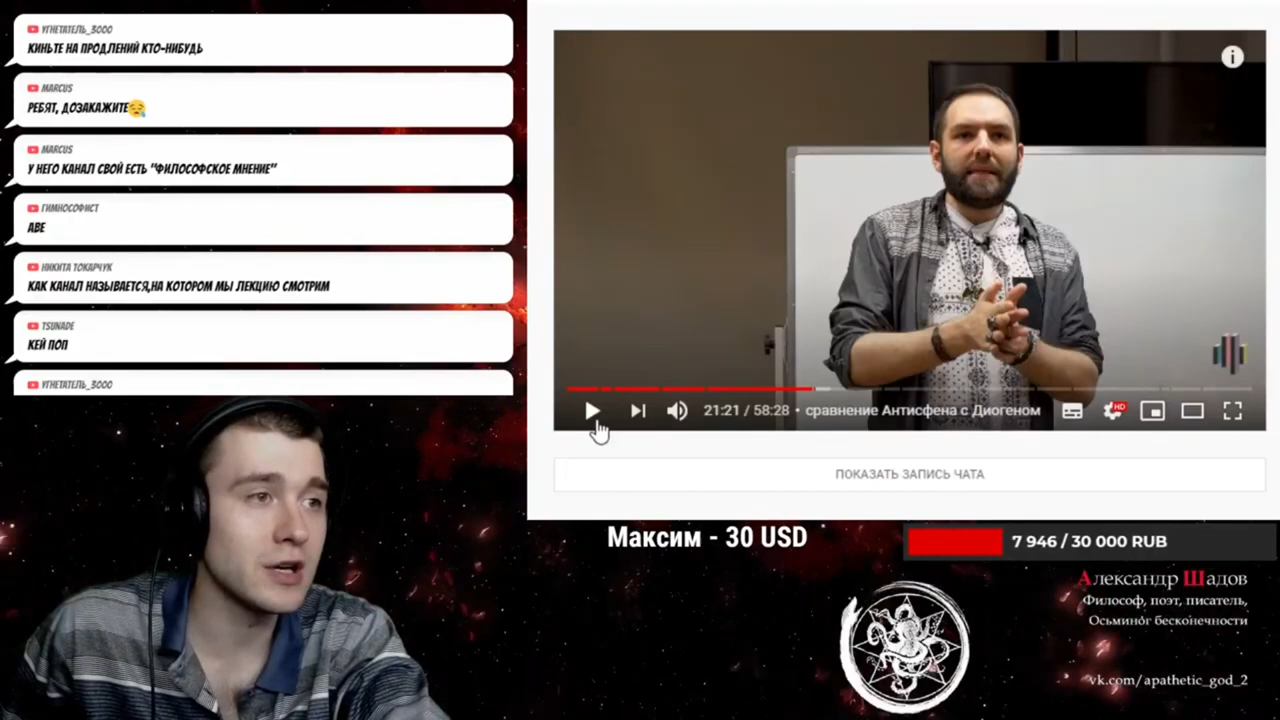 УГНЕТАТЕЛЬ_3000
КИНЬТЕ НА ПРОДЛЕНИЙ КТО-НИБУДЬ
MARCUS
РЕБЯТ, ДОЗАКАЖИТЕ😪
MARCUS
У НЕГО КАНАЛ СВОЙ ЕСТЬ "ФИЛОСОФСКОЕ МНЕНИЕ"
ГИМНОСОФИСТ
АВЕ
НИКИТА ТОКАРЧУК
КАК КАНАЛ НАЗЫВАЕТСЯ,НА КОТОРОМ МЫ ЛЕКЦИЮ СМОТРИМ
TSUNADE
КЕЙ ПОП
УГНЕТАТЕЛЬ_3000
21:21 / 58:28 • сравнение Антисфена с Диогеном
HD
ПОКАЗАТЬ ЗАПИСЬ ЧАТА
Максим - 30 USD
7 946 / 30 000 RUB
Александр Шадов
Философ, поэт, писатель,
Осьминог бесконечности
vk.com/apathetic_god_2